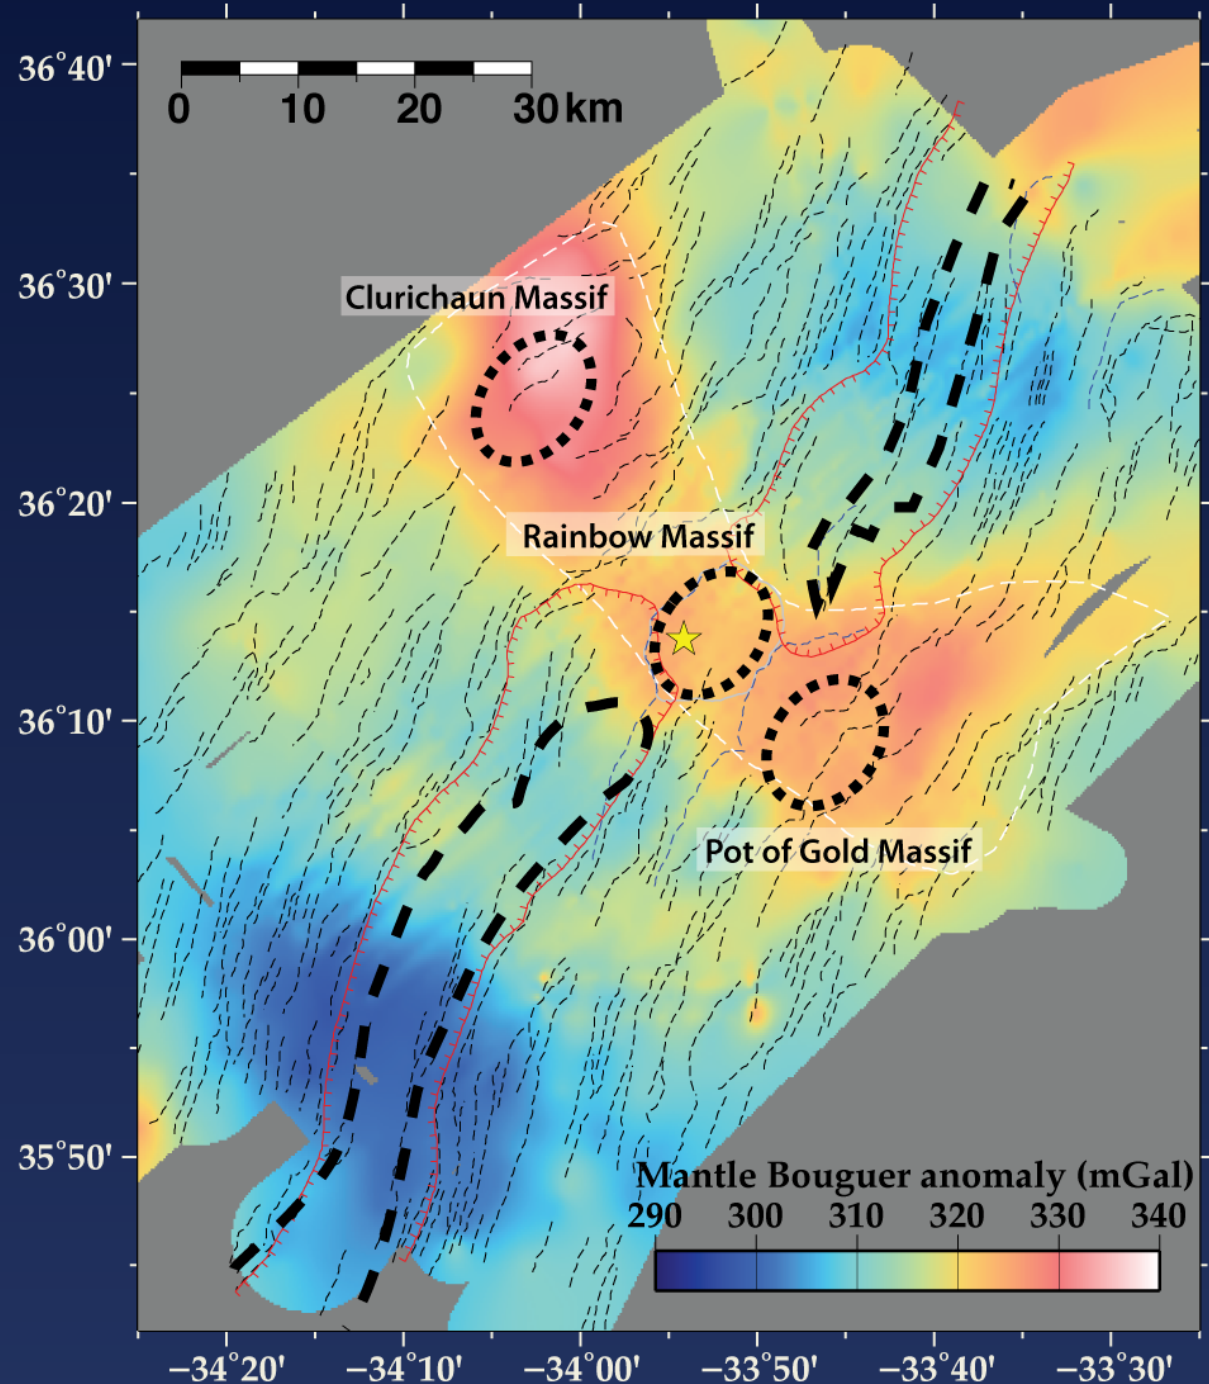 36°40'
0 10 20 30 km
36°30'
Clurichaun Massif
36°20'
Rainbow Massif
36°10'
Pot of Gold Massif
36°00'
35°50'
Mantle Bouguer anomaly (mGal)
290 300 310 320 330 340
−34°20' −34°10' −34°00' −33°50' −33°40' −33°30'